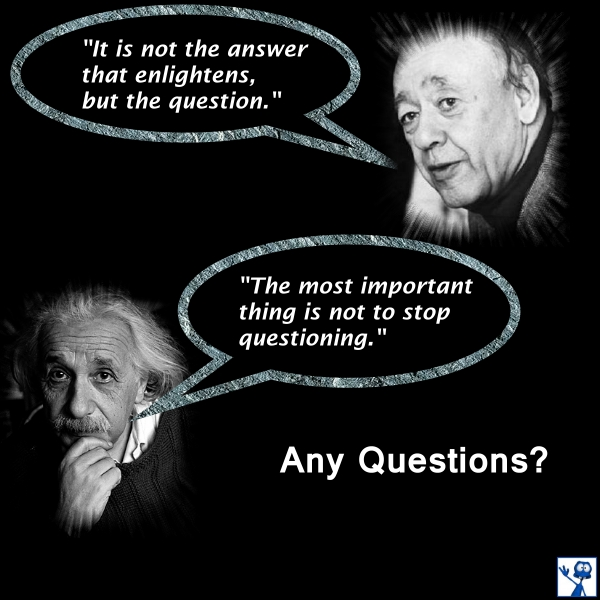 "It is not the answer
that enlightens,
but the question."
"The most important
thing is not to stop
questioning."
Any Questions?